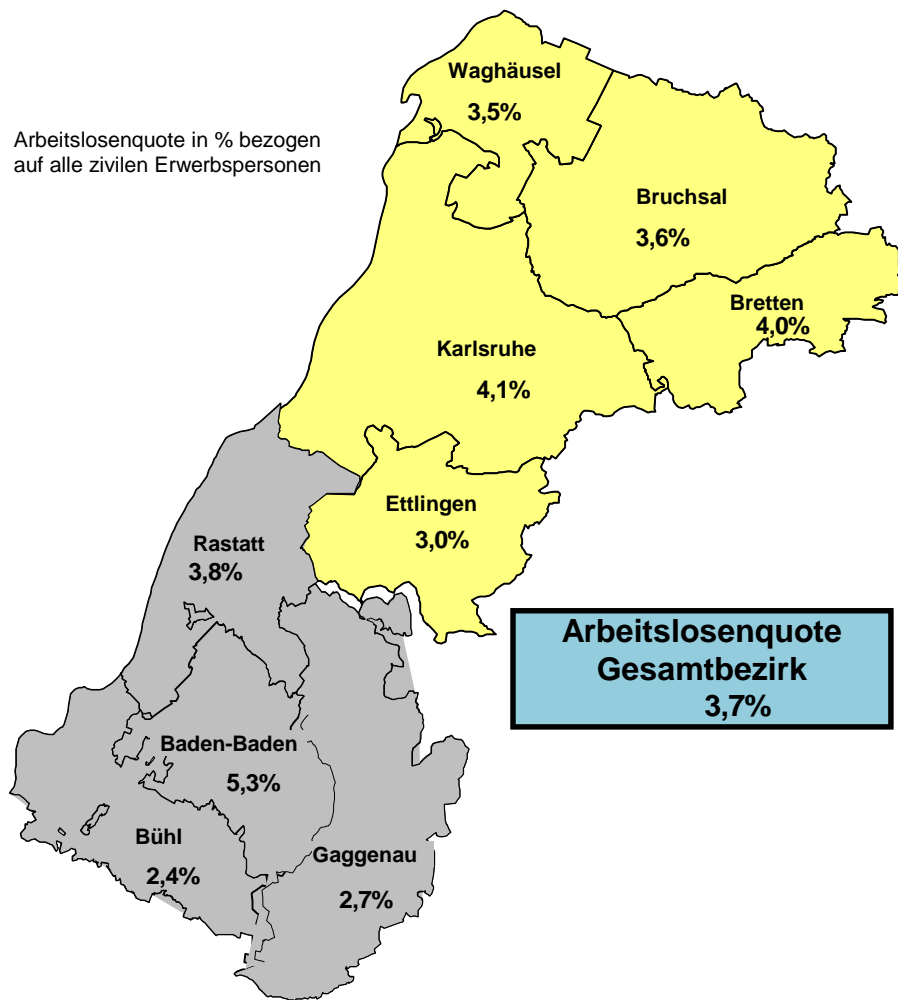 Waghäusel
3,5%
Arbeitslosenquote in % bezogen
auf alle zivilen Erwerbspersonen
Bruchsal
3,6%
Bretten
4,0%
Karlsruhe
4,1%
Ettlingen
3,0%
Rastatt
3,8%
Arbeitslosenquote
Gesamtbezirk
3,7%
Baden-Baden
5,3%
Bühl
2,4%
Gaggenau
2,7%